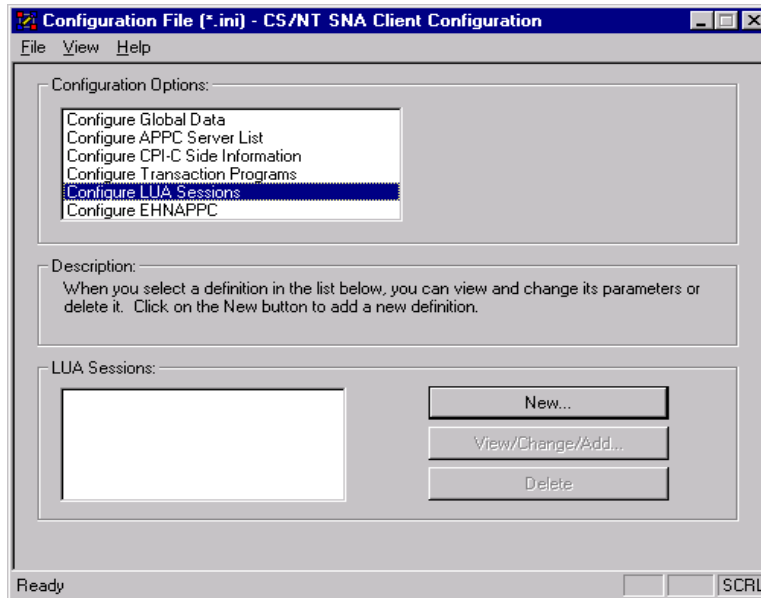 Configuration File (*.ini) - CS/NT SNA Client Configuration
File View Help
Configuration Options:
Configure Global Data
Configure APPC Server List
Configure CPI-C Side Information
Configure Transaction Programs
Configure LUA Sessions
Configure EHNAPPC
Description:
When you select a definition in the list below, you can view and change its parameters or
delete it. Click on the New button to add a new definition.
LUA Sessions:
New...
View/Change/Add...
Delete
Ready
SCRL